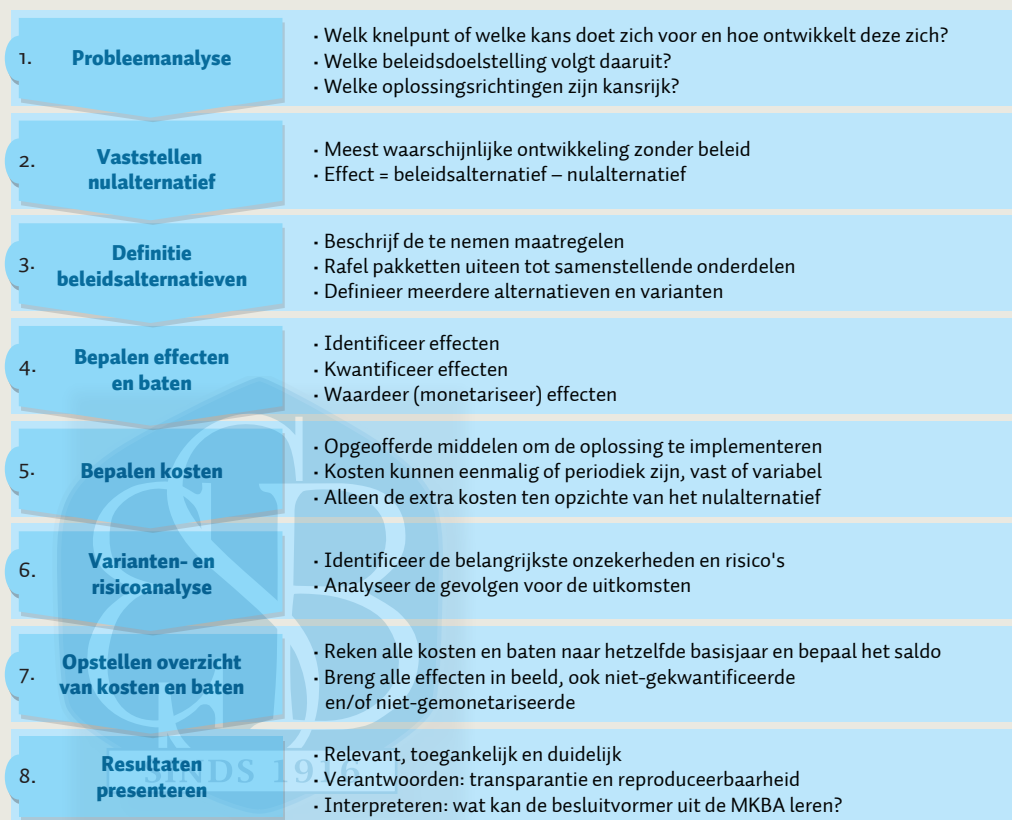 1.
Probleemanalyse
· Welk knelpunt of welke kans doet zich voor en hoe ontwikkelt deze zich?
· Welke beleidsdoelstelling volgt daaruit?
· Welke oplossingsrichtingen zijn kansrijk?
2.
Vaststellen
nulalternatief
· Meest waarschijnlijke ontwikkeling zonder beleid
· Effect = beleidsalternatief – nulalternatief
3.
Definitie
beleidsalternatieven
· Beschrijf de te nemen maatregelen
· Rafel pakketten uiteen tot samenstellende onderdelen
· Definieer meerdere alternatieven en varianten
4.
Bepalen effecten
en baten
· Identificeer effecten
· Kwantificeer effecten
· Waardeer (monetariseer) effecten
5.
Bepalen kosten
· Opgeofferde middelen om de oplossing te implementeren
· Kosten kunnen eenmalig of periodiek zijn, vast of variabel
· Alleen de extra kosten ten opzichte van het nulalternatief
6.
Varianten- en
risicoanalyse
· Identificeer de belangrijkste onzekerheden en risico's
· Analyseer de gevolgen voor de uitkomsten
7.
Opstellen overzicht
van kosten en baten
· Reken alle kosten en baten naar hetzelfde basisjaar en bepaal het saldo
· Breng alle effecten in beeld, ook niet-gekwantificeerde
en/of niet-gemonetariseerde
8.
Resultaten
presenteren
· Relevant, toegankelijk en duidelijk
· Verantwoorden: transparantie en reproduceerbaarheid
· Interpreteren: wat kan de besluitvormer uit de MKBA leren?
ESB
SINDS 1916